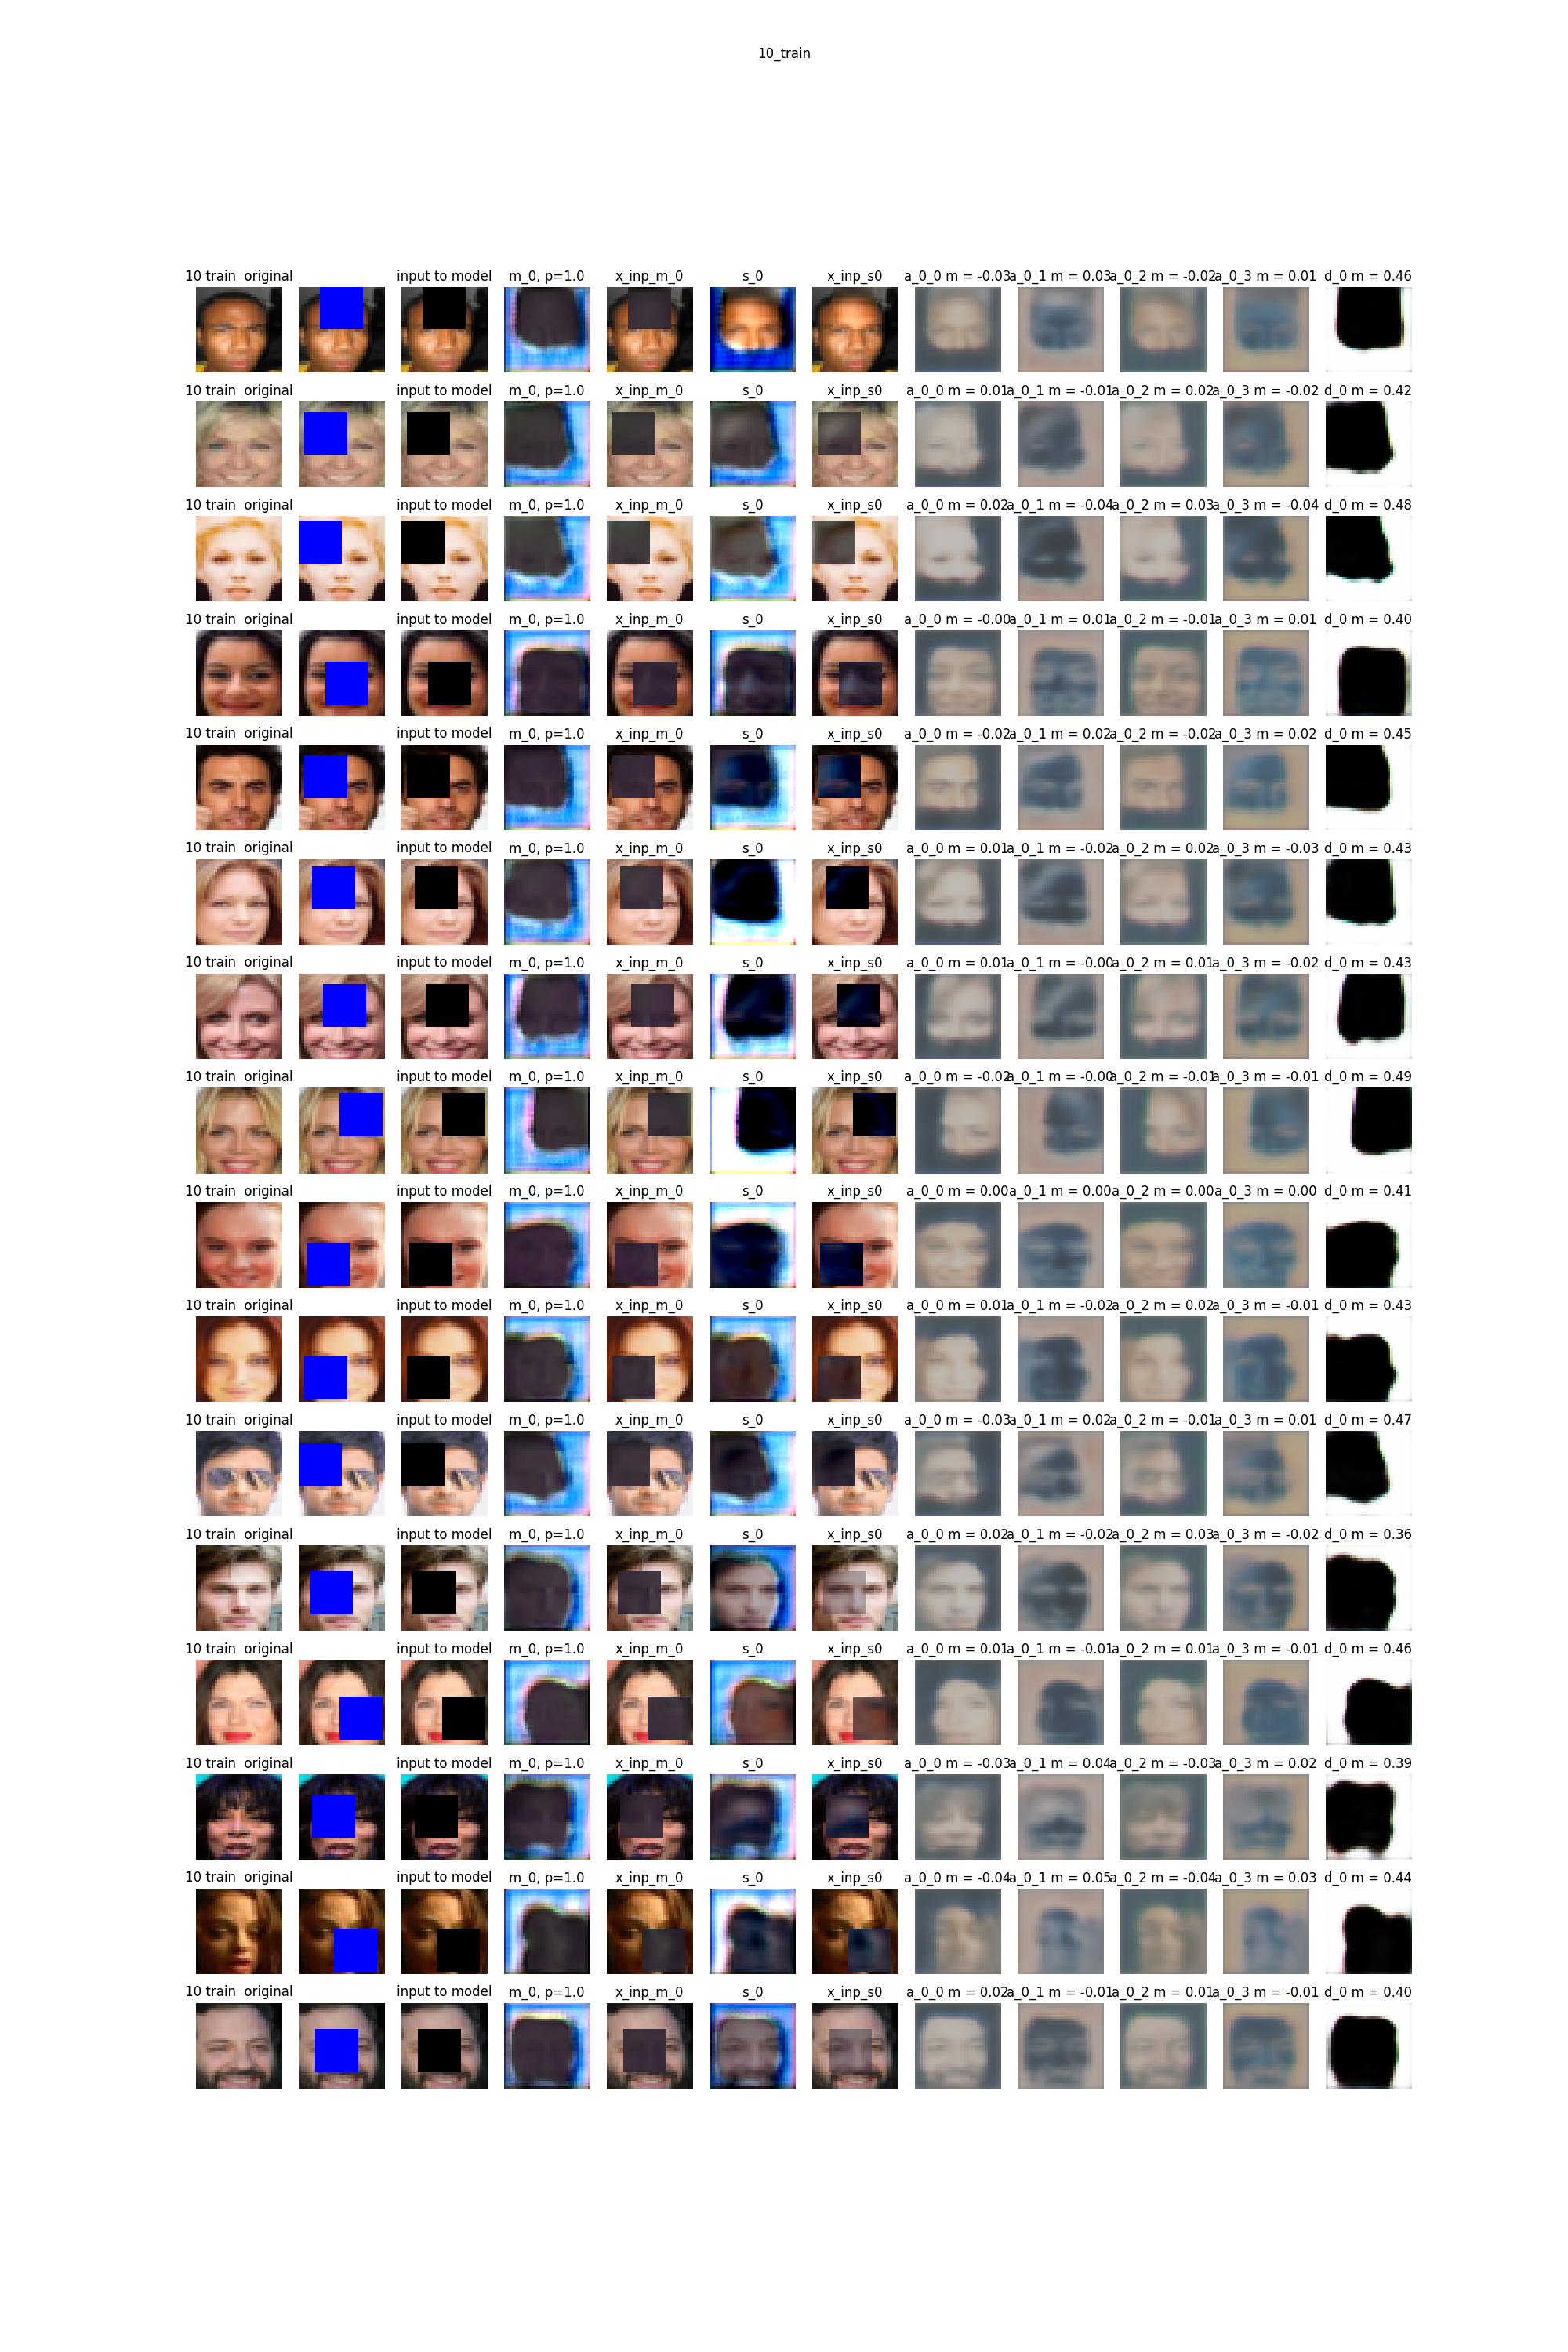 10_train
10 train original input to model m_0, p=1.0 x_inp_m_0 s_0 x_inp_s0 a_0_0 m = -0.03 a_0_1 m = 0.03 a_0_2 m = -0.02 a_0_3 m = 0.01 d_0 m = 0.46
10 train original input to model m_0, p=1.0 x_inp_m_0 s_0 x_inp_s0 a_0_0 m = 0.01 a_0_1 m = -0.01 a_0_2 m = 0.02 a_0_3 m = -0.02 d_0 m = 0.42
10 train original input to model m_0, p=1.0 x_inp_m_0 s_0 x_inp_s0 a_0_0 m = 0.02 a_0_1 m = -0.04 a_0_2 m = 0.03 a_0_3 m = -0.04 d_0 m = 0.48
10 train original input to model m_0, p=1.0 x_inp_m_0 s_0 x_inp_s0 a_0_0 m = -0.00 a_0_1 m = 0.01 a_0_2 m = -0.01 a_0_3 m = 0.01 d_0 m = 0.40
10 train original input to model m_0, p=1.0 x_inp_m_0 s_0 x_inp_s0 a_0_0 m = -0.02 a_0_1 m = 0.02 a_0_2 m = -0.02 a_0_3 m = 0.02 d_0 m = 0.45
10 train original input to model m_0, p=1.0 x_inp_m_0 s_0 x_inp_s0 a_0_0 m = 0.01 a_0_1 m = -0.02 a_0_2 m = 0.02 a_0_3 m = -0.03 d_0 m = 0.43
10 train original input to model m_0, p=1.0 x_inp_m_0 s_0 x_inp_s0 a_0_0 m = 0.01 a_0_1 m = -0.00 a_0_2 m = 0.01 a_0_3 m = -0.02 d_0 m = 0.43
10 train original input to model m_0, p=1.0 x_inp_m_0 s_0 x_inp_s0 a_0_0 m = -0.02 a_0_1 m = -0.00 a_0_2 m = -0.01 a_0_3 m = -0.01 d_0 m = 0.49
10 train original input to model m_0, p=1.0 x_inp_m_0 s_0 x_inp_s0 a_0_0 m = 0.00 a_0_1 m = 0.00 a_0_2 m = 0.00 a_0_3 m = 0.00 d_0 m = 0.41
10 train original input to model m_0, p=1.0 x_inp_m_0 s_0 x_inp_s0 a_0_0 m = 0.01 a_0_1 m = -0.02 a_0_2 m = 0.02 a_0_3 m = -0.01 d_0 m = 0.43
10 train original input to model m_0, p=1.0 x_inp_m_0 s_0 x_inp_s0 a_0_0 m = -0.03 a_0_1 m = 0.02 a_0_2 m = -0.01 a_0_3 m = 0.01 d_0 m = 0.47
10 train original input to model m_0, p=1.0 x_inp_m_0 s_0 x_inp_s0 a_0_0 m = 0.02 a_0_1 m = -0.02 a_0_2 m = 0.03 a_0_3 m = -0.02 d_0 m = 0.36
10 train original input to model m_0, p=1.0 x_inp_m_0 s_0 x_inp_s0 a_0_0 m = 0.01 a_0_1 m = -0.01 a_0_2 m = 0.01 a_0_3 m = -0.01 d_0 m = 0.46
10 train original input to model m_0, p=1.0 x_inp_m_0 s_0 x_inp_s0 a_0_0 m = -0.03 a_0_1 m = 0.04 a_0_2 m = -0.03 a_0_3 m = 0.02 d_0 m = 0.39
10 train original input to model m_0, p=1.0 x_inp_m_0 s_0 x_inp_s0 a_0_0 m = -0.04 a_0_1 m = 0.05 a_0_2 m = -0.04 a_0_3 m = 0.03 d_0 m = 0.44
10 train original input to model m_0, p=1.0 x_inp_m_0 s_0 x_inp_s0 a_0_0 m = 0.02 a_0_1 m = -0.01 a_0_2 m = 0.01 a_0_3 m = -0.01 d_0 m = 0.40